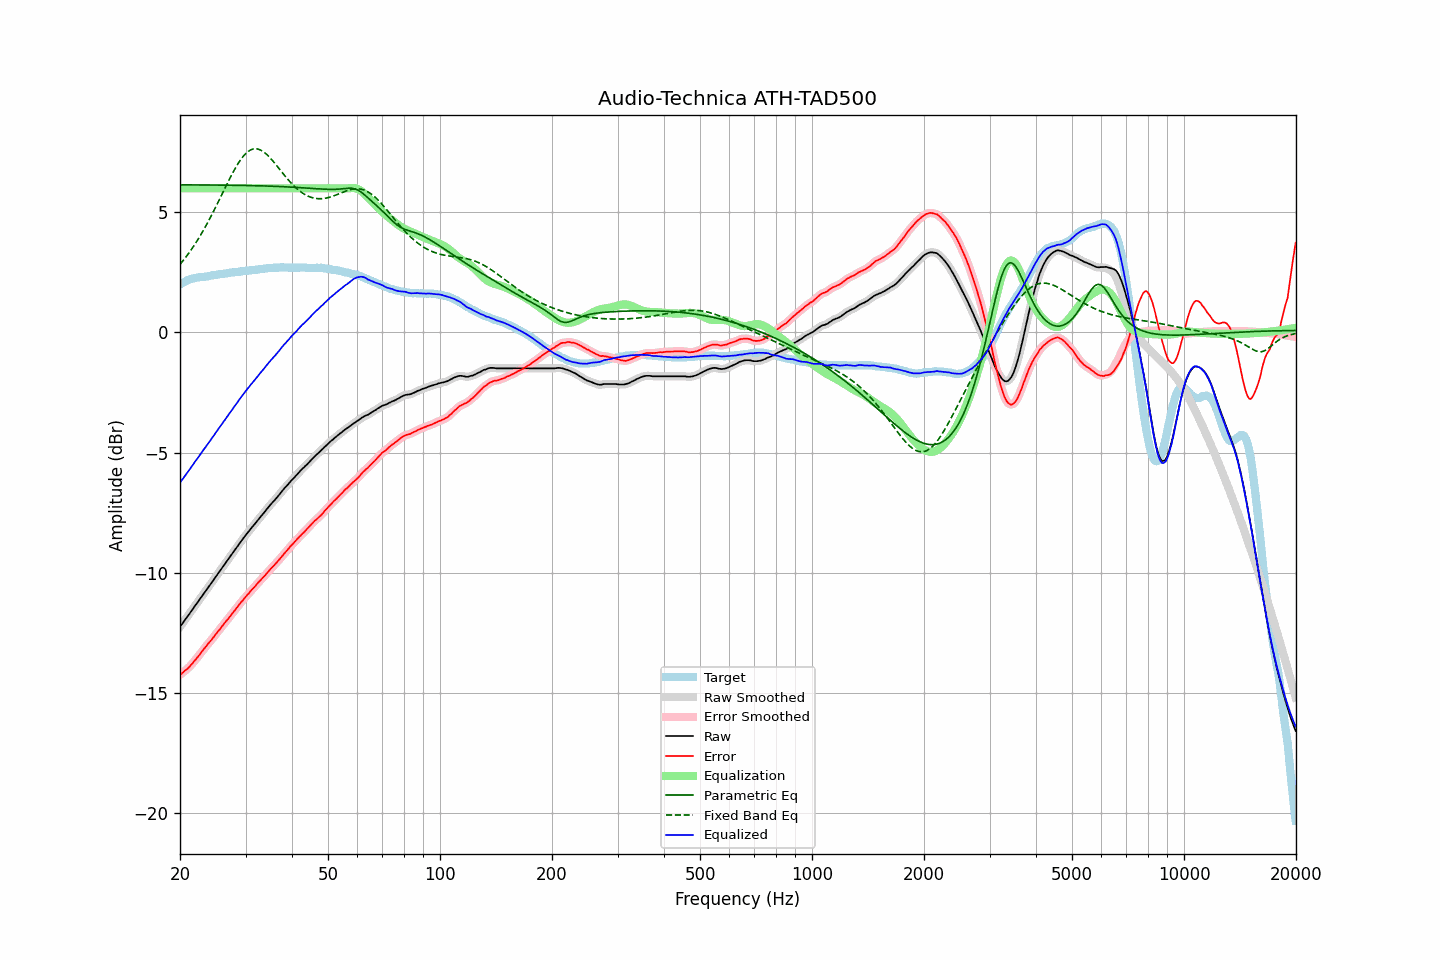 Audio-Technica ATH-TAD500
Amplitude (dBr)
5
0
−5
−10
−15
−20
Target
Raw Smoothed
Error Smoothed
Raw
Error
Equalization
Parametric Eq
Fixed Band Eq
Equalized
20
50
100
200
500
1000
2000
5000
10000
20000
Frequency (Hz)